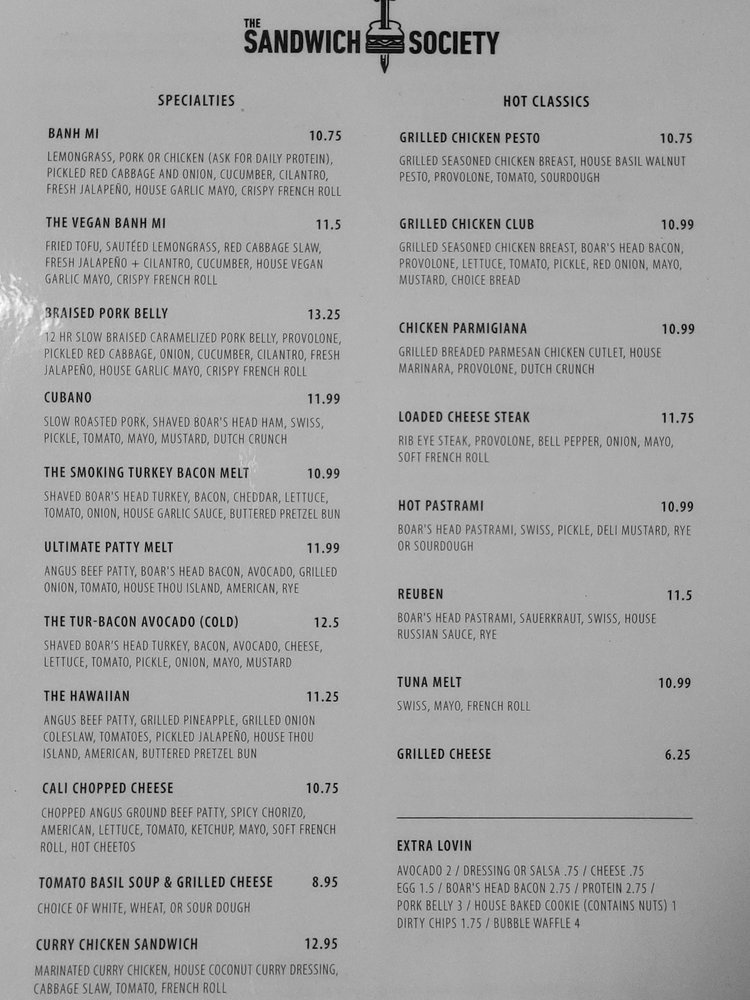 THE
SANDWICH SOCIETY
SPECIALTIES
BANH MI 10.75
LEMONGRASS, PORK OR CHICKEN (ASK FOR DAILY PROTEIN),
PICKLED RED CABBAGE AND ONION, CUCUMBER, CILANTRO,
FRESH JALAPEÑO, HOUSE GARLIC MAYO, CRISPY FRENCH ROLL
THE VEGAN BANH MI 11.5
FRIED TOFU, SAUTÉED LEMONGRASS, RED CABBAGE SLAW,
FRESH JALAPEÑO + CILANTRO, CUCUMBER, HOUSE VEGAN
GARLIC MAYO, CRISPY FRENCH ROLL
BRAISED PORK BELLY 13.25
12 HR SLOW BRAISED CARAMELIZED PORK BELLY, PROVOLONE,
PICKLED RED CABBAGE, ONION, CUCUMBER, CILANTRO, FRESH
JALAPEÑO, HOUSE GARLIC MAYO, CRISPY FRENCH ROLL
CUBANO 11.99
SLOW ROASTED PORK, SHAVED BOAR'S HEAD HAM, SWISS,
PICKLE, TOMATO, MAYO, MUSTARD, DUTCH CRUNCH
THE SMOKING TURKEY BACON MELT 10.99
SHAVED BOAR'S HEAD TURKEY, BACON, CHEDDAR, LETTUCE,
TOMATO, ONION, HOUSE GARLIC SAUCE, BUTTERED PRETZEL BUN
ULTIMATE PATTY MELT 11.99
ANGUS BEEF PATTY, BOAR'S HEAD BACON, AVOCADO, GRILLED
ONION, TOMATO, HOUSE THOU ISLAND, AMERICAN, RYE
THE TUR-BACON AVOCADO (COLD) 12.5
SHAVED BOAR'S HEAD TURKEY, BACON, AVOCADO, CHEESE,
LETTUCE, TOMATO, PICKLE, ONION, MAYO, MUSTARD
THE HAWAIIAN 11.25
ANGUS BEEF PATTY, GRILLED PINEAPPLE, GRILLED ONION
COLESLAW, TOMATOES, PICKLED JALAPEÑO, HOUSE THOU
ISLAND, AMERICAN, BUTTERED PRETZEL BUN
CALI CHOPPED CHEESE 10.75
CHOPPED ANGUS GROUND BEEF PATTY, SPICY CHORIZO,
AMERICAN, LETTUCE, TOMATO, KETCHUP, MAYO, SOFT FRENCH
ROLL, HOT CHEETOS
TOMATO BASIL SOUP & GRILLED CHEESE 8.95
CHOICE OF WHITE, WHEAT, OR SOUR DOUGH
CURRY CHICKEN SANDWICH 12.95
MARINATED CURRY CHICKEN, HOUSE COCONUT CURRY DRESSING,
CABBAGE SLAW, TOMATO, FRENCH ROLL
HOT CLASSICS
GRILLED CHICKEN PESTO 10.75
GRILLED SEASONED CHICKEN BREAST, HOUSE BASIL WALNUT
PESTO, PROVOLONE, TOMATO, SOURDOUGH
GRILLED CHICKEN CLUB 10.99
GRILLED SEASONED CHICKEN BREAST, BOAR'S HEAD BACON,
PROVOLONE, LETTUCE, TOMATO, PICKLE, RED ONION, MAYO,
MUSTARD, CHOICE BREAD
CHICKEN PARMIGIANA 10.99
GRILLED BREADED PARMESAN CHICKEN CUTLET, HOUSE
MARINARA, PROVOLONE, DUTCH CRUNCH
LOADED CHEESE STEAK 11.75
RIB EYE STEAK, PROVOLONE, BELL PEPPER, ONION, MAYO,
SOFT FRENCH ROLL
HOT PASTRAMI 10.99
BOAR'S HEAD PASTRAMI, SWISS, PICKLE, DELI MUSTARD, RYE
OR SOURDOUGH
REUBEN 11.5
BOAR'S HEAD PASTRAMI, SAUERKRAUT, SWISS, HOUSE
RUSSIAN SAUCE, RYE
TUNA MELT 10.99
SWISS, MAYO, FRENCH ROLL
GRILLED CHEESE 6.25
EXTRA LOVIN
AVOCADO 2 / DRESSING OR SALSA .75 / CHEESE .75
EGG 1.5 / BOAR'S HEAD BACON 2.75 / PROTEIN 2.75 /
PORK BELLY 3 / HOUSE BAKED COOKIE (CONTAINS NUTS) 1
DIRTY CHIPS 1.75 / BUBBLE WAFFLE 4